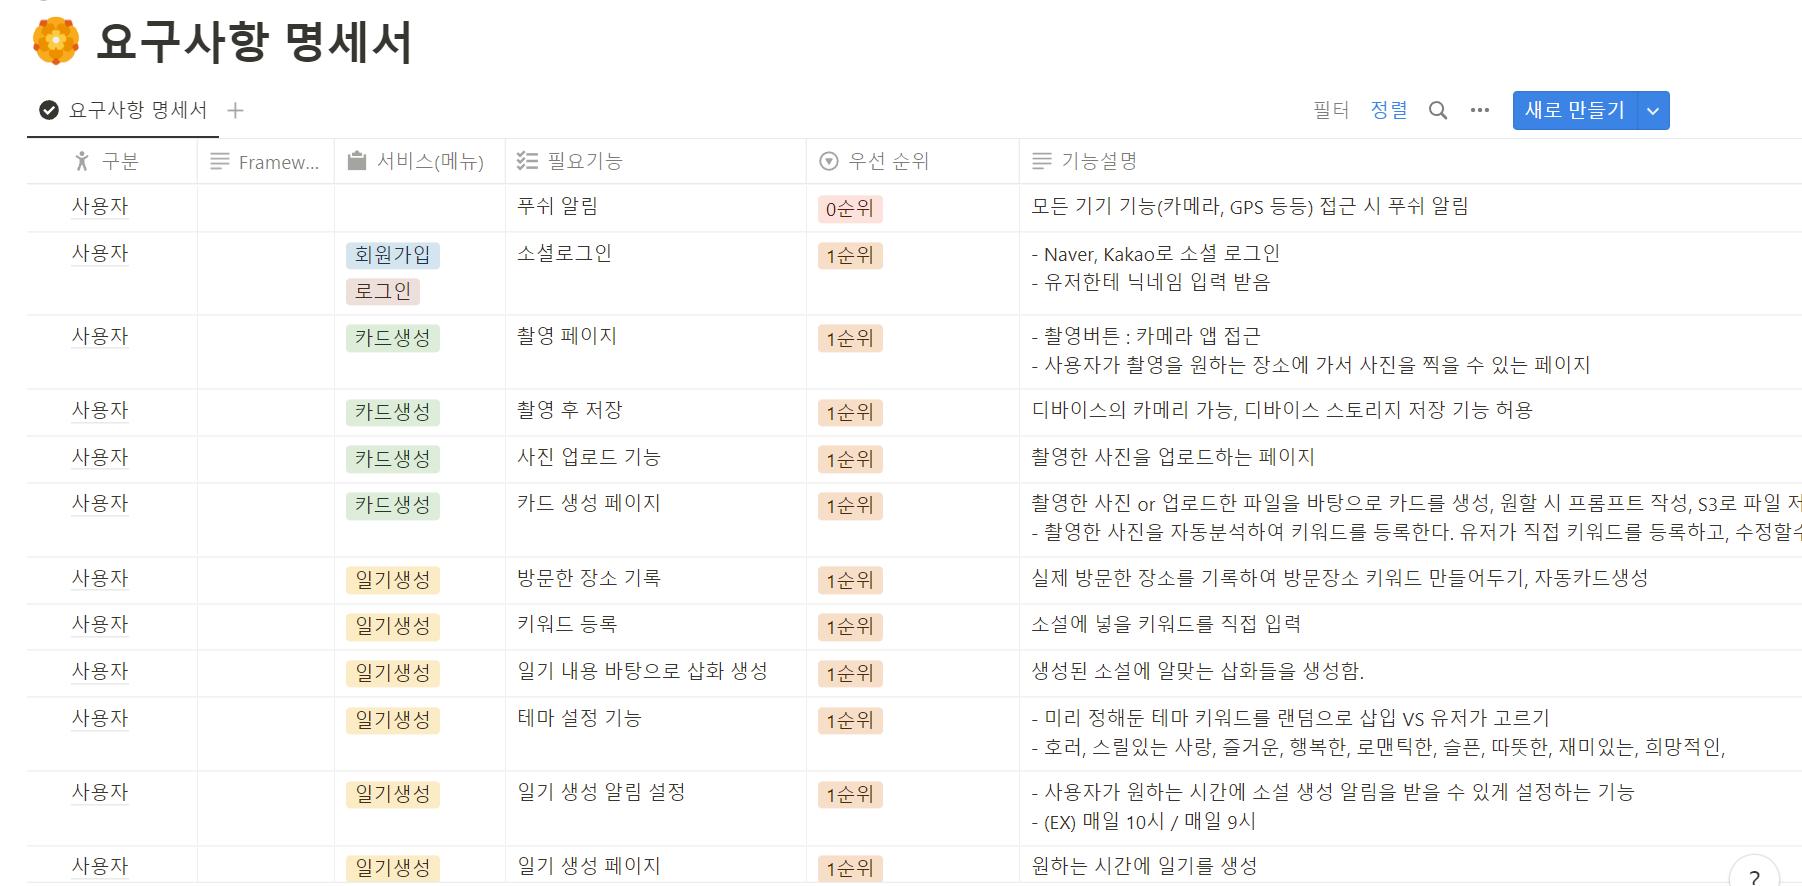 요구사항 명세서
요구사항 명세서
필터 정렬 새로 만들기
구분 Framew... 서비스(메뉴) 필요기능 우선 순위 기능설명
사용자 푸쉬 알림 0순위 모든 기기 기능(카메라, GPS 등등) 접근 시 푸쉬 알림
사용자 회원가입 소셜로그인 1순위 - Naver, Kakao로 소셜 로그인
로그인 - 유저한테 닉네임 입력 받음
사용자 카드생성 촬영 페이지 1순위 - 촬영버튼 : 카메라 앱 접근
- 사용자가 촬영을 원하는 장소에 가서 사진을 찍을 수 있는 페이지
사용자 카드생성 촬영 후 저장 1순위 디바이스의 카메리 가능, 디바이스 스토리지 저장 기능 허용
사용자 카드생성 사진 업로드 기능 1순위 촬영한 사진을 업로드하는 페이지
사용자 카드생성 카드 생성 페이지 1순위 촬영한 사진 or 업로드한 파일을 바탕으로 카드를 생성, 원할 시 프롬프트 작성, S3로 파일 저
- 촬영한 사진을 자동분석하여 키워드를 등록한다. 유저가 직접 키워드를 등록하고, 수정할수
사용자 일기생성 방문한 장소 기록 1순위 실제 방문한 장소를 기록하여 방문장소 키워드 만들어두기, 자동카드생성
사용자 일기생성 키워드 등록 1순위 소설에 넣을 키워드를 직접 입력
사용자 일기생성 일기 내용 바탕으로 삽화 생성 1순위 생성된 소설에 알맞는 삽화들을 생성함.
사용자 일기생성 테마 설정 기능 1순위 - 미리 정해둔 테마 키워드를 랜덤으로 삽입 VS 유저가 고르기
- 호러, 스릴있는 사랑, 즐거운, 행복한, 로맨틱한, 슬픈, 따뜻한, 재미있는, 희망적인,
사용자 일기생성 일기 생성 알림 설정 1순위 - 사용자가 원하는 시간에 소설 생성 알림을 받을 수 있게 설정하는 기능
- (EX) 매일 10시 / 매일 9시
사용자 일기생성 일기 생성 페이지 1순위 원하는 시간에 일기를 생성
?